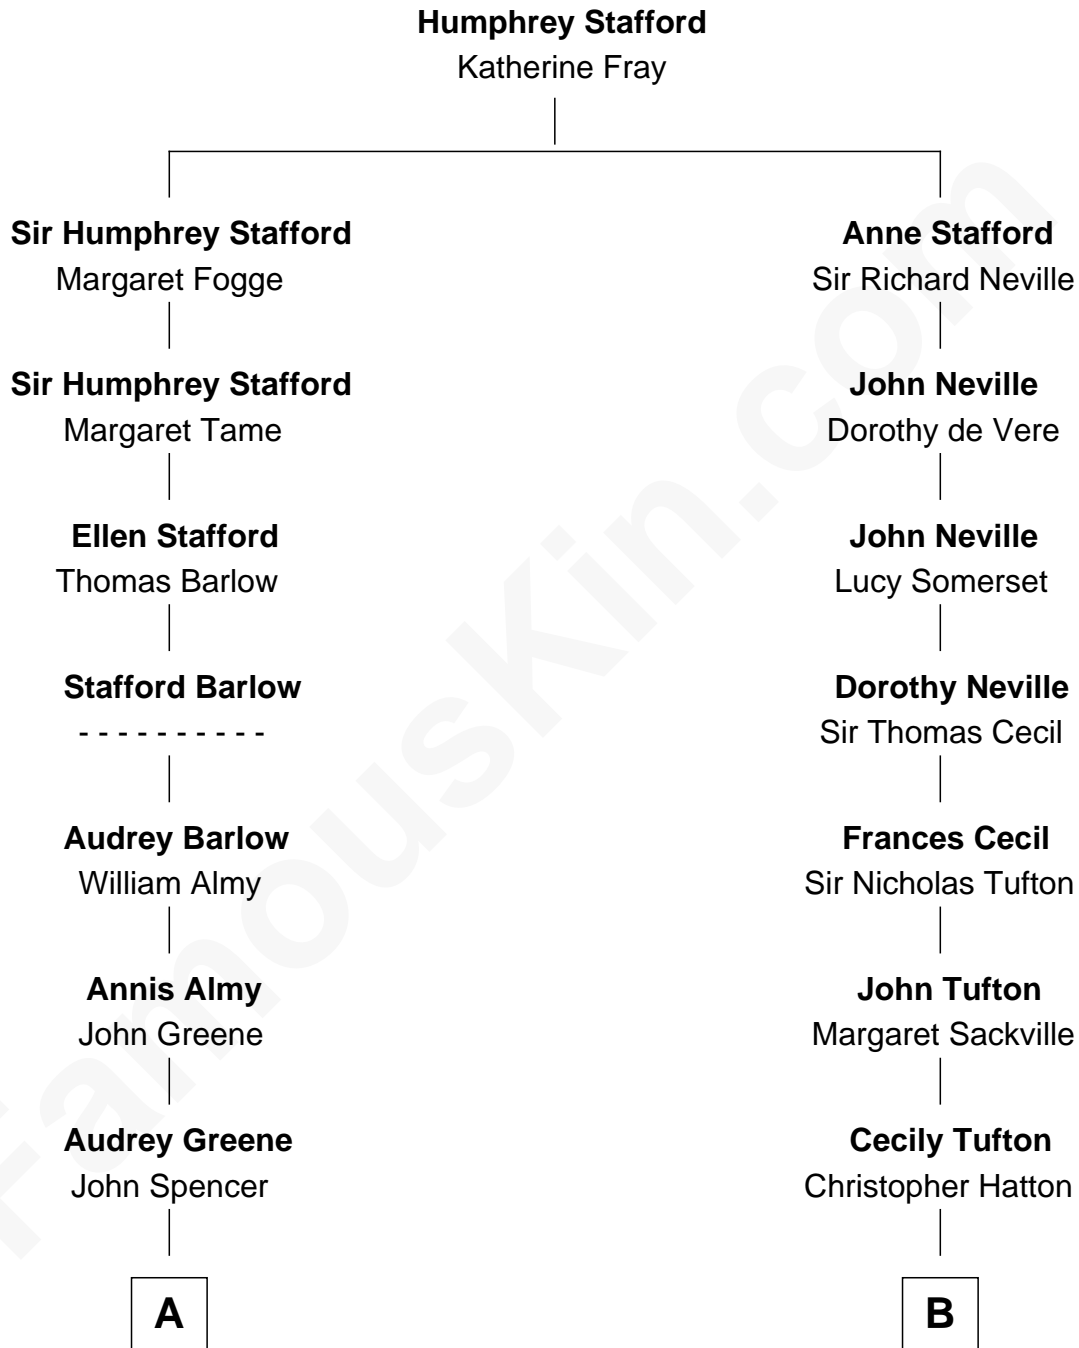 Humphrey Stafford
Katherine Fray
Sir Humphrey Stafford
Margaret Fogge
Anne Stafford
Sir Richard Neville
Sir Humphrey Stafford
Margaret Tame
John Neville
Dorothy de Vere
Ellen Stafford
Thomas Barlow
John Neville
Lucy Somerset
Stafford Barlow
- - - - - - - - - -
Dorothy Neville
Sir Thomas Cecil
Audrey Barlow
William Almy
Frances Cecil
Sir Nicholas Tufton
Annis Almy
John Greene
John Tufton
Margaret Sackville
Audrey Greene
John Spencer
Cecily Tufton
Christopher Hatton
A
B
FamousKin.com